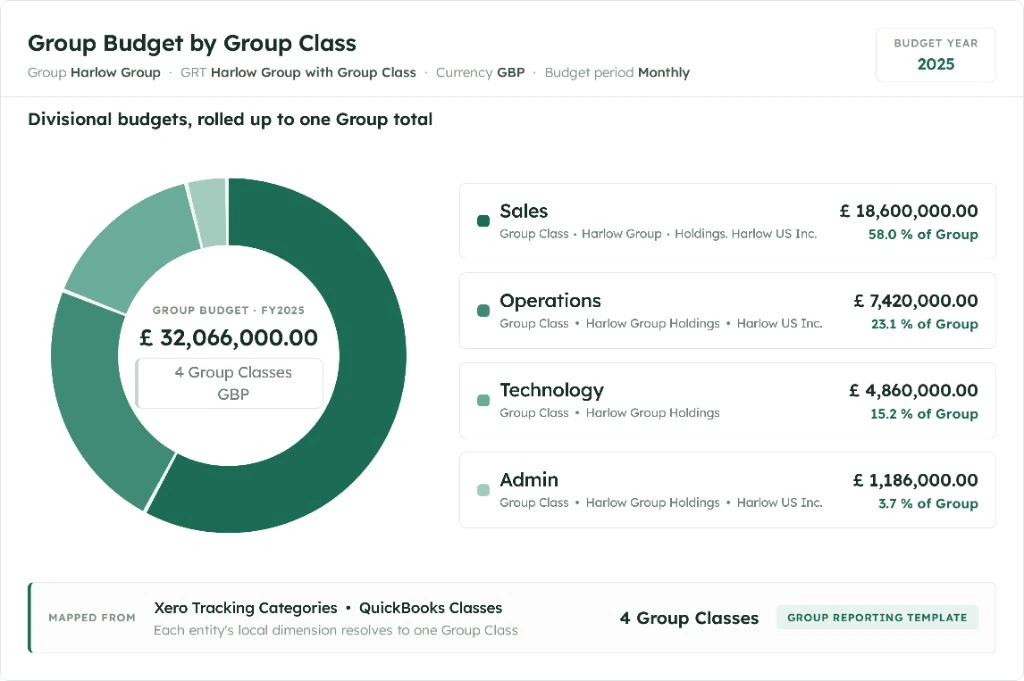 Group Budget by Group Class
Group Harlow Group · GRT Harlow Group with Group Class · Currency GBP · Budget period Monthly
BUDGET YEAR
2025
Divisional budgets, rolled up to one Group total
GROUP BUDGET · FY2025
£ 32,066,000.00
4 Group Classes
GBP
Sales
£ 18,600,000.00
Group Class • Harlow Group · Holdings. Harlow US Inc.
58.0 % of Group
Operations
£ 7,420,000.00
Group Class • Harlow Group Holdings • Harlow US Inc.
23.1 % of Group
Technology
£ 4,860,000.00
Group Class • Harlow Group Holdings
15.2 % of Group
Admin
£ 1,186,000.00
Group Class • Harlow Group Holdings • Harlow US Inc.
3.7 % of Group
MAPPED FROM
Xero Tracking Categories • QuickBooks Classes
Each entity's local dimension resolves to one Group Class
4 Group Classes
GROUP REPORTING TEMPLATE